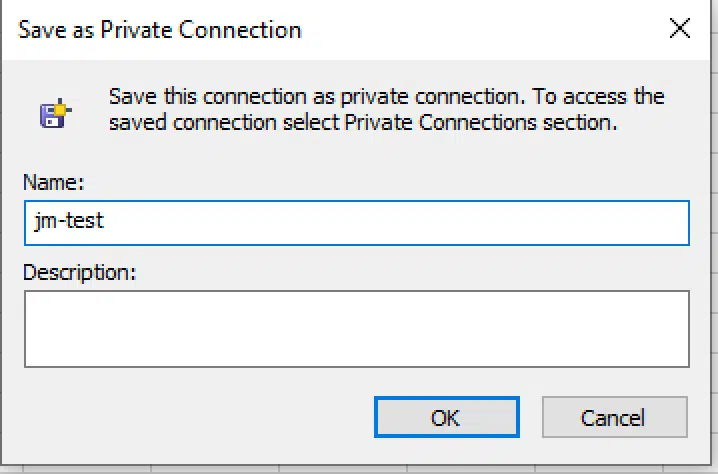 Save as Private Connection
Save this connection as private connection. To access the
saved connection select Private Connections section.
Name:
jm-test
Description:
OK
Cancel